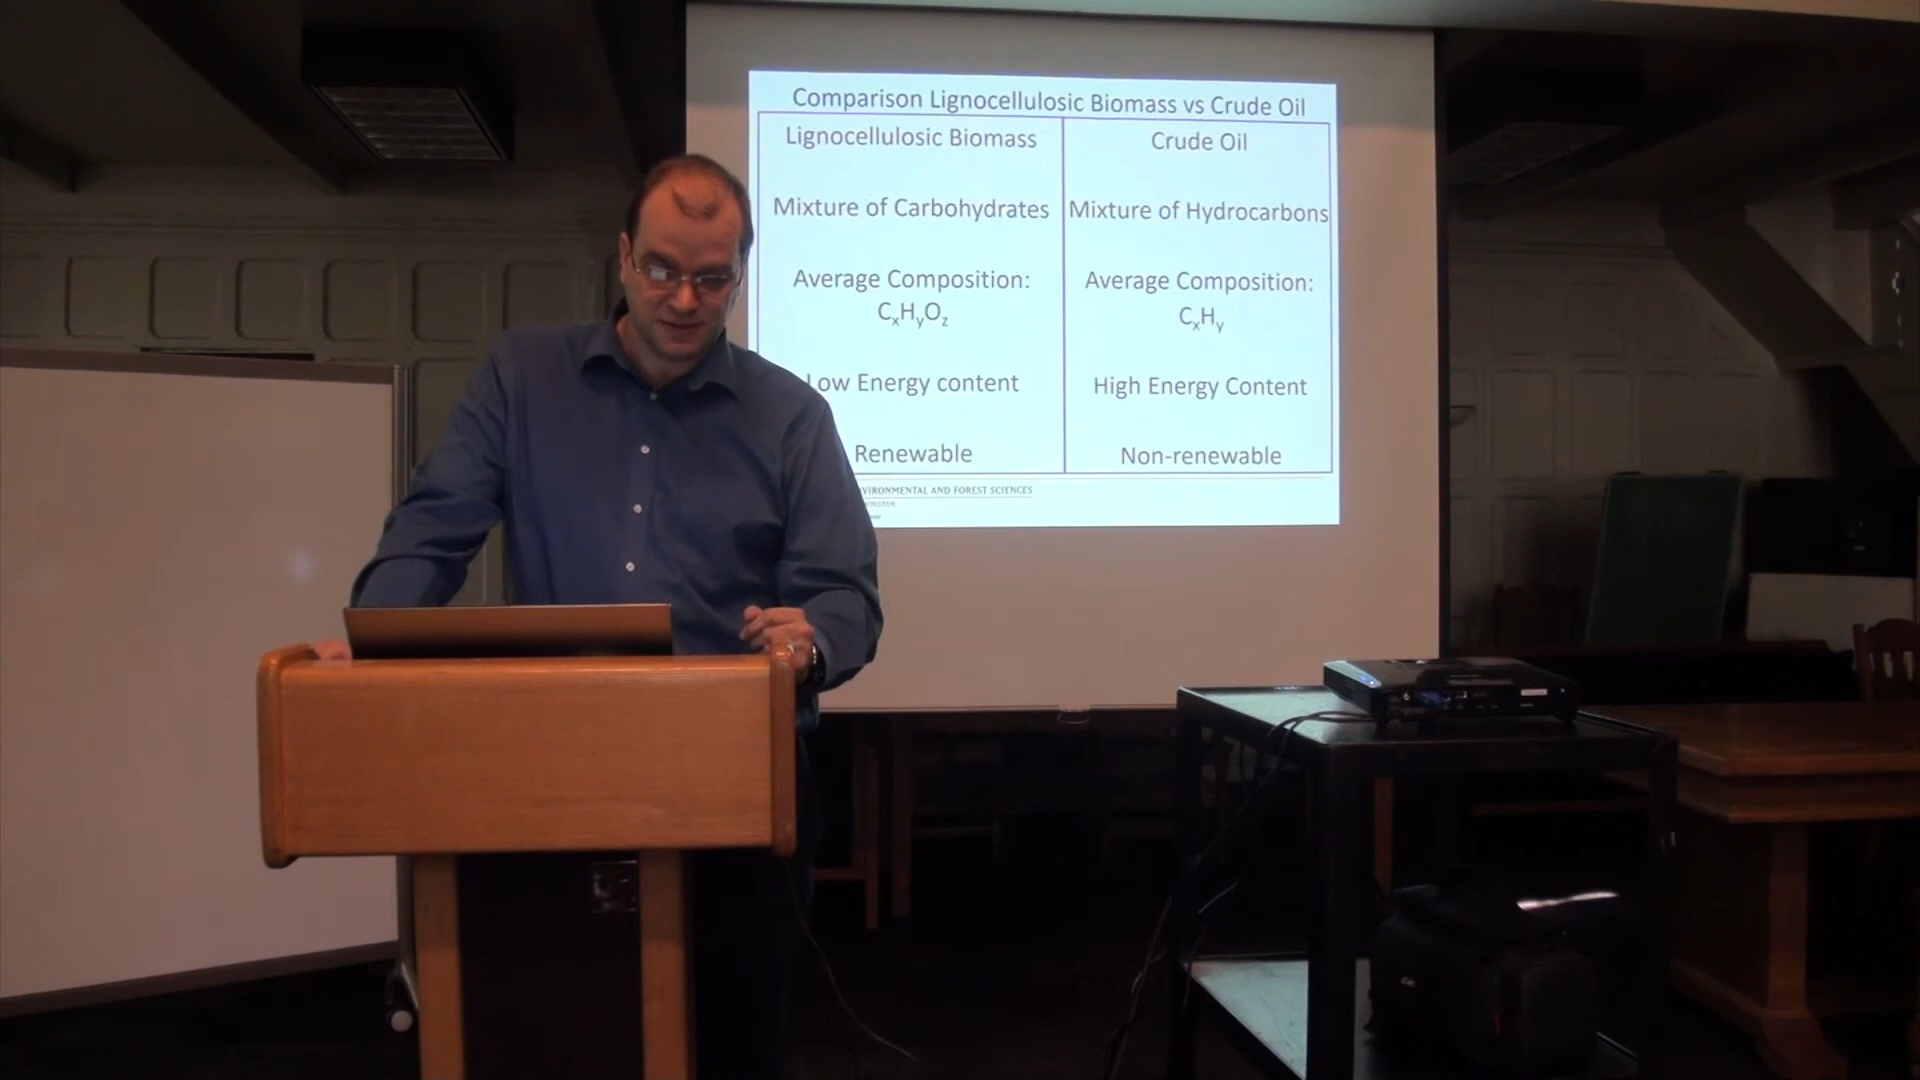 Comparison Lignocellulosic Biomass vs Crude Oil
Lignocellulosic Biomass
Crude Oil
Mixture of Carbohydrates
Mixture of Hydrocarbons
Average Composition:
CxHyOz
Average Composition:
CxHy
Low Energy content
High Energy Content
Renewable
Non-renewable
VIRONMENTAL AND FOREST SCIENCES